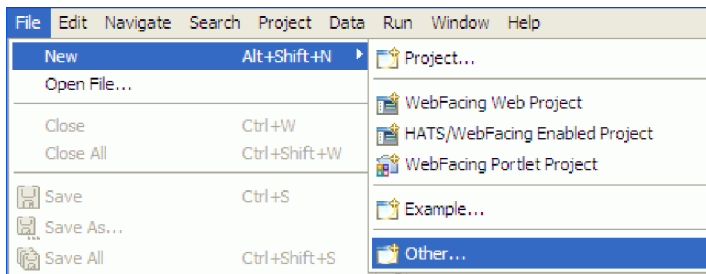 File Edit Navigate Search Project Data Run Window Help
New Alt+Shift+N
Open File...
Close Ctrl+W
Close All Ctrl+Shift+W
Save Ctrl+S
Save As...
Save All Ctrl+Shift+S
Project...
WebFacing Web Project
HATS/WebFacing Enabled Project
WebFacing Portlet Project
Example...
Other...